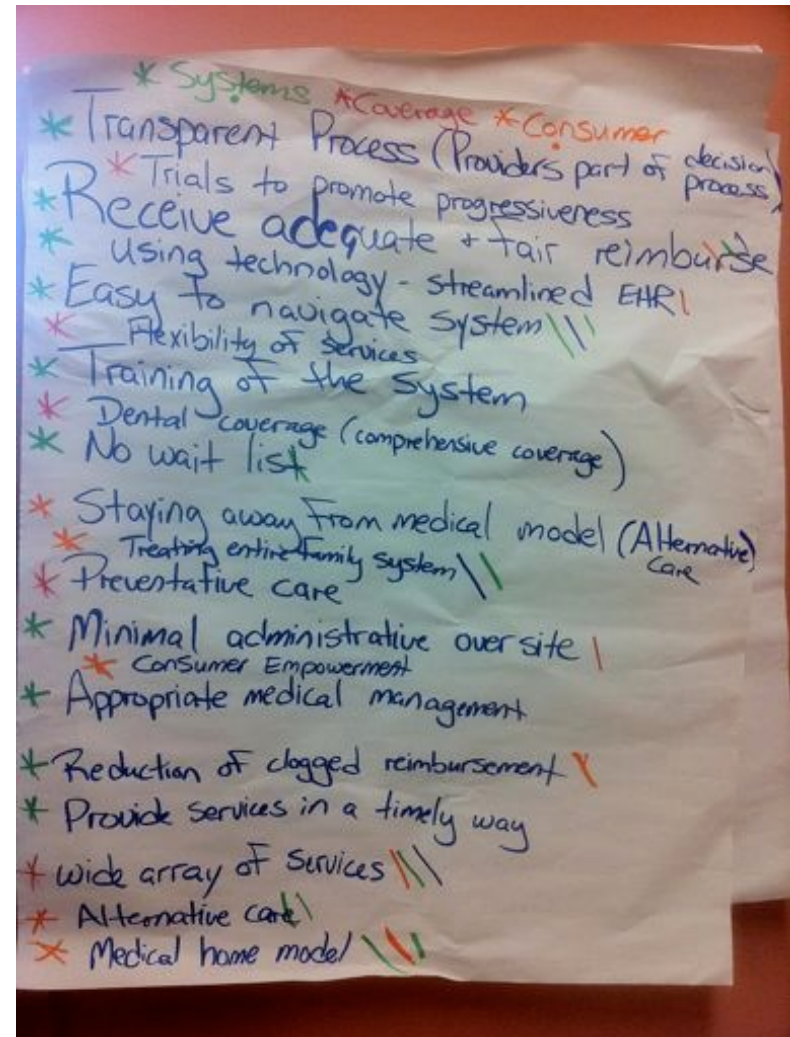 * Systems * Coverage * Consumer
* Transparent Process (Providers part of decision process)
* Trials to promote progressiveness
* Receive adequate + fair reimburse
* Using technology - streamlined EHR
* Easy to navigate system
* Flexibility of services
* Training of the system
* Dental coverage (comprehensive coverage)
* No wait list
* Staying away from medical model (Alternative) Care
* Treating entire family system
* Preventative care
* Minimal administrative over site
* Consumer Empowerment
* Appropriate medical management
* Reduction of clogged reimbursement
* Provide services in a timely way
* wide array of services
* Alternative care
* Medical home model